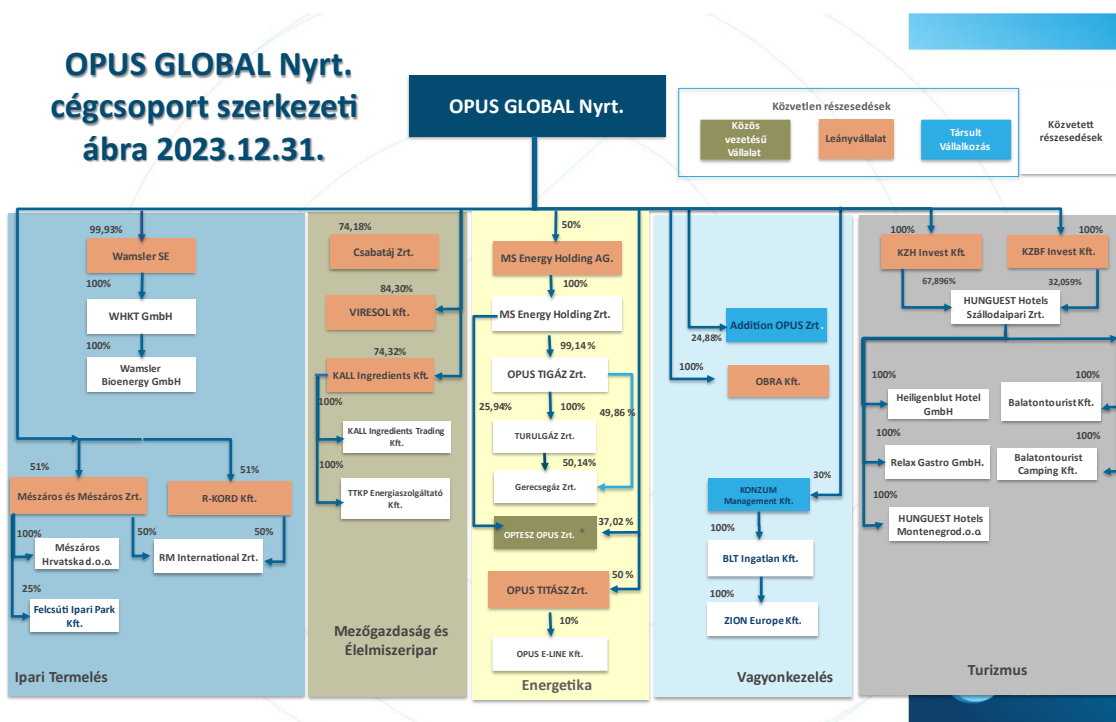 OPUS GLOBAL Nyrt.
cégcsoport szerkezeti
ábra 2023.12.31.
OPUS GLOBAL Nyrt.
Közvetlen részesedések
Közös
vezetésű
Vállalat
Leányvállalat
Társult
Vállalkozás
Közvetett
részesedések
99,93%
Wamsler SE
100%
WHKT GmbH
100%
Wamsler
Bioenergy GmbH
51%
Mészáros és Mészáros Zrt.
51%
R-KORD Kft.
100%
Mészáros
Hrvatska d.o.o.
50%
50%
RM International Zrt.
25%
Felcsúti Ipari Park
Kft.
Ipari Termelés
74,18%
Csabatáj Zrt.
84,30%
VIRESOL Kft.
74,32%
KALL Ingredients Kft.
100%
KALL Ingredients Trading
Kft.
100%
TTKP Energiaszolgáltató
Kft.
Mezőgazdaság és
Élelmiszeripar
50%
MS Energy Holding AG.
100%
MS Energy Holding Zrt.
99,14%
OPUS TIGÁZ Zrt.
25,94%
100%
49,86 %
TURULGÁZ Zrt.
50,14%
Gerecsegáz Zrt.
37,02 %
OPTESZ OPUS Zrt. *
50 %
OPUS TITÁSZ Zrt.
10%
OPUS E-LINE Kft.
Energetika
Addition OPUS Zrt.
24,88%
100%
OBRA Kft.
30%
KONZUM
Management Kft.
100%
BLT Ingatlan Kft.
100%
ZION Europe Kft.
Vagyonkezelés
100%
KZH Invest Kft.
100%
KZBF Invest Kft.
67,896%
32,059%
HUNGUEST Hotels
Szállodaipari Zrt.
100%
Heiligenblut Hotel
GmbH
100%
Balatontourist Kft.
100%
Relax Gastro GmbH.
100%
Balatontourist
Camping Kft.
100%
HUNGUEST Hotels
Montenegro d.o.o.
Turizmus